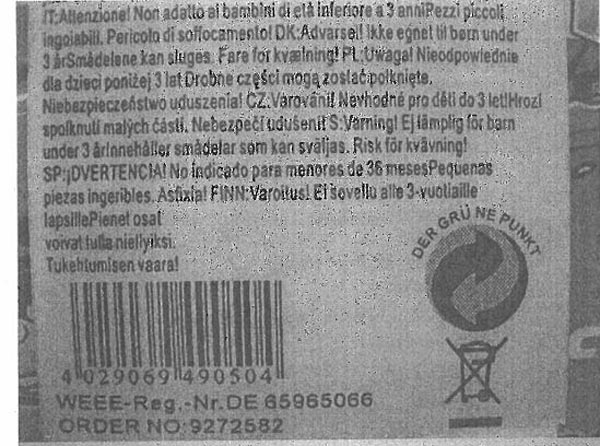 IT:Attenzione! Non adatto ai bambini di età inferiore a 3 anniPezzi piccoli
ingoiabili. Pericolo di soffocamento! DK:Advarsel! Ikke egnet til børn under
3 årSmådelene kan sluges. Fare for kvælning! PL:Uwaga! Nieodpowiednie
dla dzieci poniżej 3 lat Drobne części mogą zostać połknięte,
Niebezpieczeństwo uduszenia! CZ:Varování! Nevhodné pro děti do 3 let!Hrozí
spolknutí malých částí. Nebezpečí udušení! S:Varning! Ej lämplig för barn
under 3 årInnehåller smådelar som kan sväljas. Risk för kvävning!
SP:¡DVERTENCIA! No indicado para menores de 36 mesesPequenas
piezas ingeribles. Asfixia! FINN:Varoitus! Ei sovellu alle 3-vuotiaille
lapsillePienet osat
voivat tulla niellyiksi.
Tukehtumisen vaara!
DER GRÜNE PUNKT
4 029069 490504
WEEE-Reg.-Nr.DE 65965066
ORDER NO:9272582